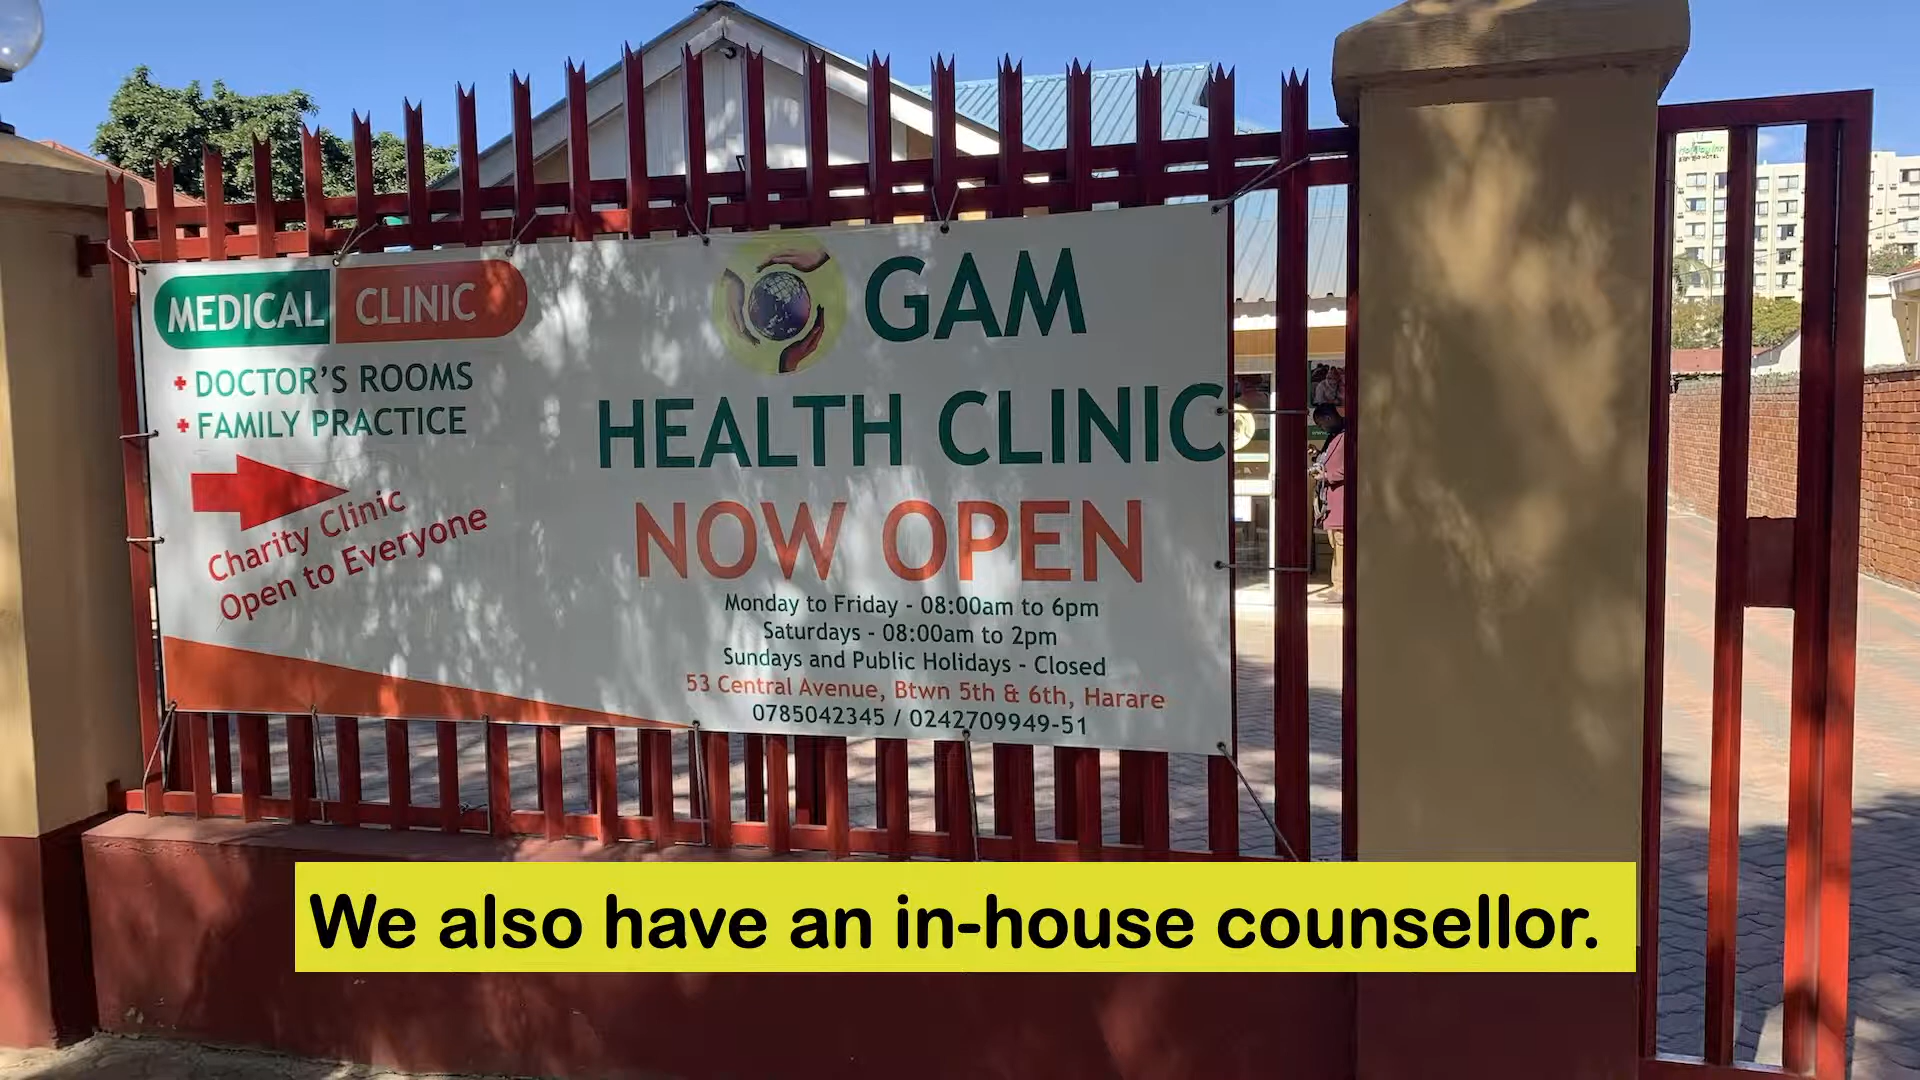 MEDICAL CLINIC
DOCTOR'S ROOMS
FAMILY PRACTICE
Charity Clinic
Open to Everyone
GAM
HEALTH CLINIC
NOW OPEN
Monday to Friday - 08:00am to 6pm
Saturdays - 08:00am to 2pm
Sundays and Public Holidays - Closed
53 Central Avenue, Btwn 5th & 6th, Harare
0785042345 / 0242709949-51
Holiday Inn
We also have an in-house counsellor.